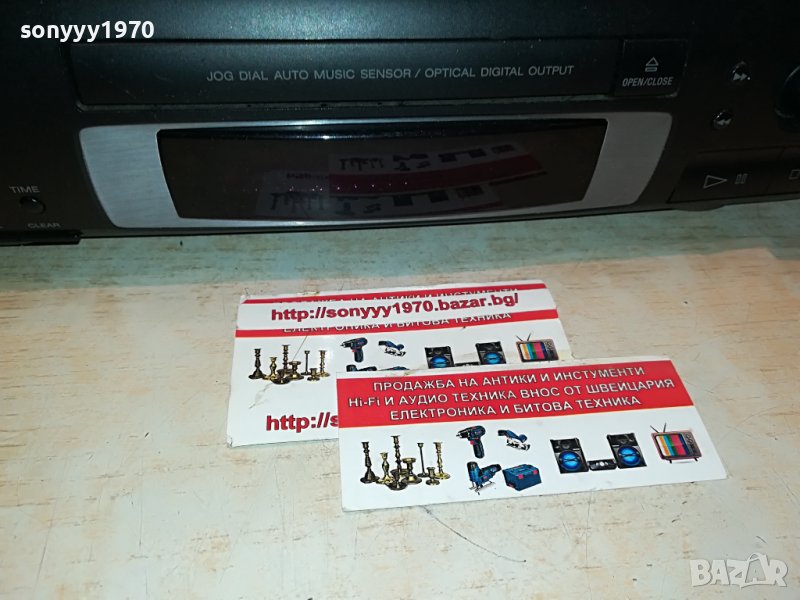 sonyyy1970
JOG DIAL AUTO MUSIC SENSOR / OPTICAL DIGITAL OUTPUT
OPEN/CLOSE
TIME
CLEAR
http://sonyyy1970.bazar.bg/
ЕЛЕКТРОНИКА И БИТОВА ТЕХНИКА
http://s
ПРОДАЖБА НА АНТИКИ И ИНСТУМЕНТИ
Hi-Fi И АУДИО ТЕХНИКА ВНОС ОТ ШВЕЙЦАРИЯ
ЕЛЕКТРОНИКА И БИТОВА ТЕХНИКА
BAZAR